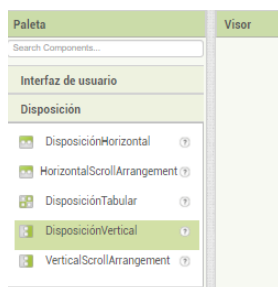 Paleta
Visor
Search Components...
Interfaz de usuario
Disposición
DisposiciónHorizontal ?
HorizontalScrollArrangement ?
DisposiciónTabular ?
DisposiciónVertical ?
VerticalScrollArrangement ?